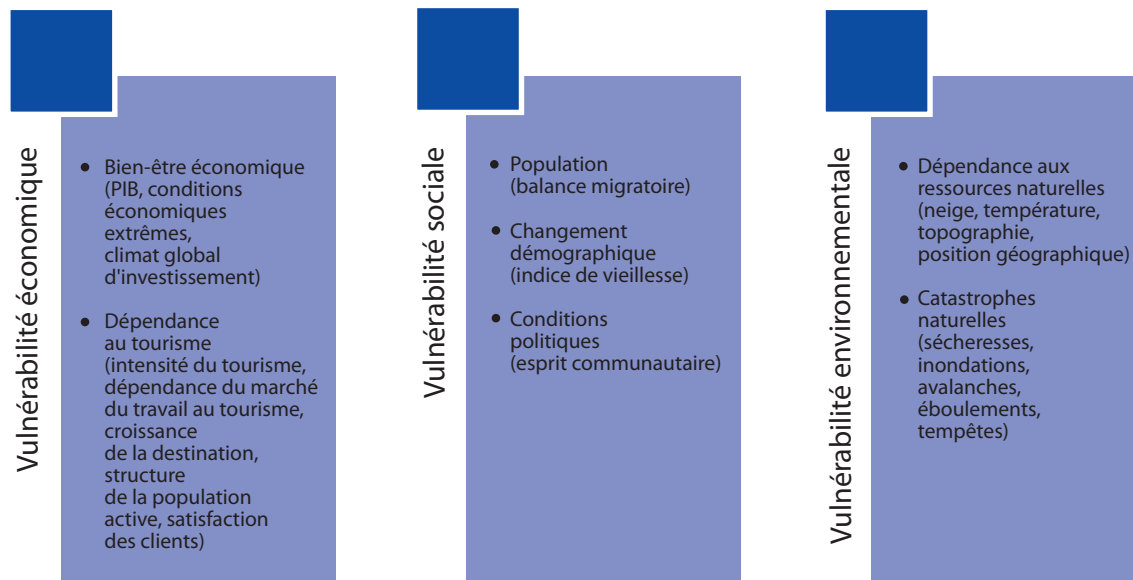 Vulnérabilité économique
• Bien-être économique
(PIB, conditions
économiques
extrêmes,
climat global
d'investissement)
• Dépendance
au tourisme
(intensité du tourisme,
dépendance du marché
du travail au tourisme,
croissance
de la destination,
structure
de la population
active, satisfaction
des clients)
Vulnérabilité sociale
• Population
(balance migratoire)
• Changement
démographique
(indice de vieillesse)
• Conditions
politiques
(esprit communautaire)
Vulnérabilité environnementale
• Dépendance aux
ressources naturelles
(neige, température,
topographie,
position géographique)
• Catastrophes
naturelles
(sécheresses,
inondations,
avalanches,
éboulements,
tempêtes)